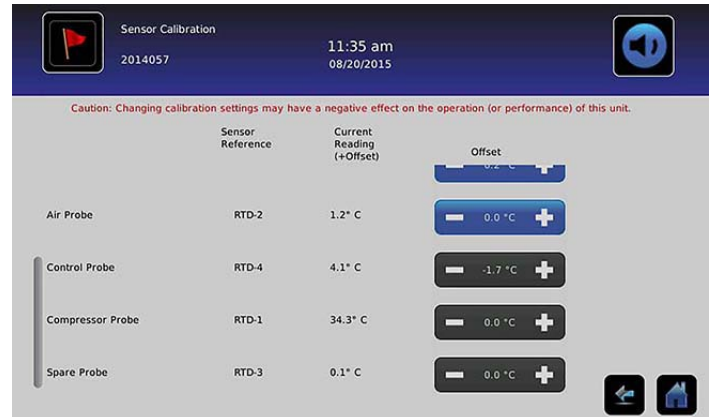 Sensor Calibration
11:35 am
2014057
08/20/2015
Caution: Changing calibration settings may have a negative effect on the operation (or performance) of this unit.
Sensor
Reference
Current
Reading
(+Offset)
Offset
0.2 °C
Air Probe RTD-2 1.2° C 0.0 °C
Control Probe RTD-4 4.1° C -1.7 °C
Compressor Probe RTD-1 34.3° C 0.0 °C
Spare Probe RTD-3 0.1° C 0.0 °C